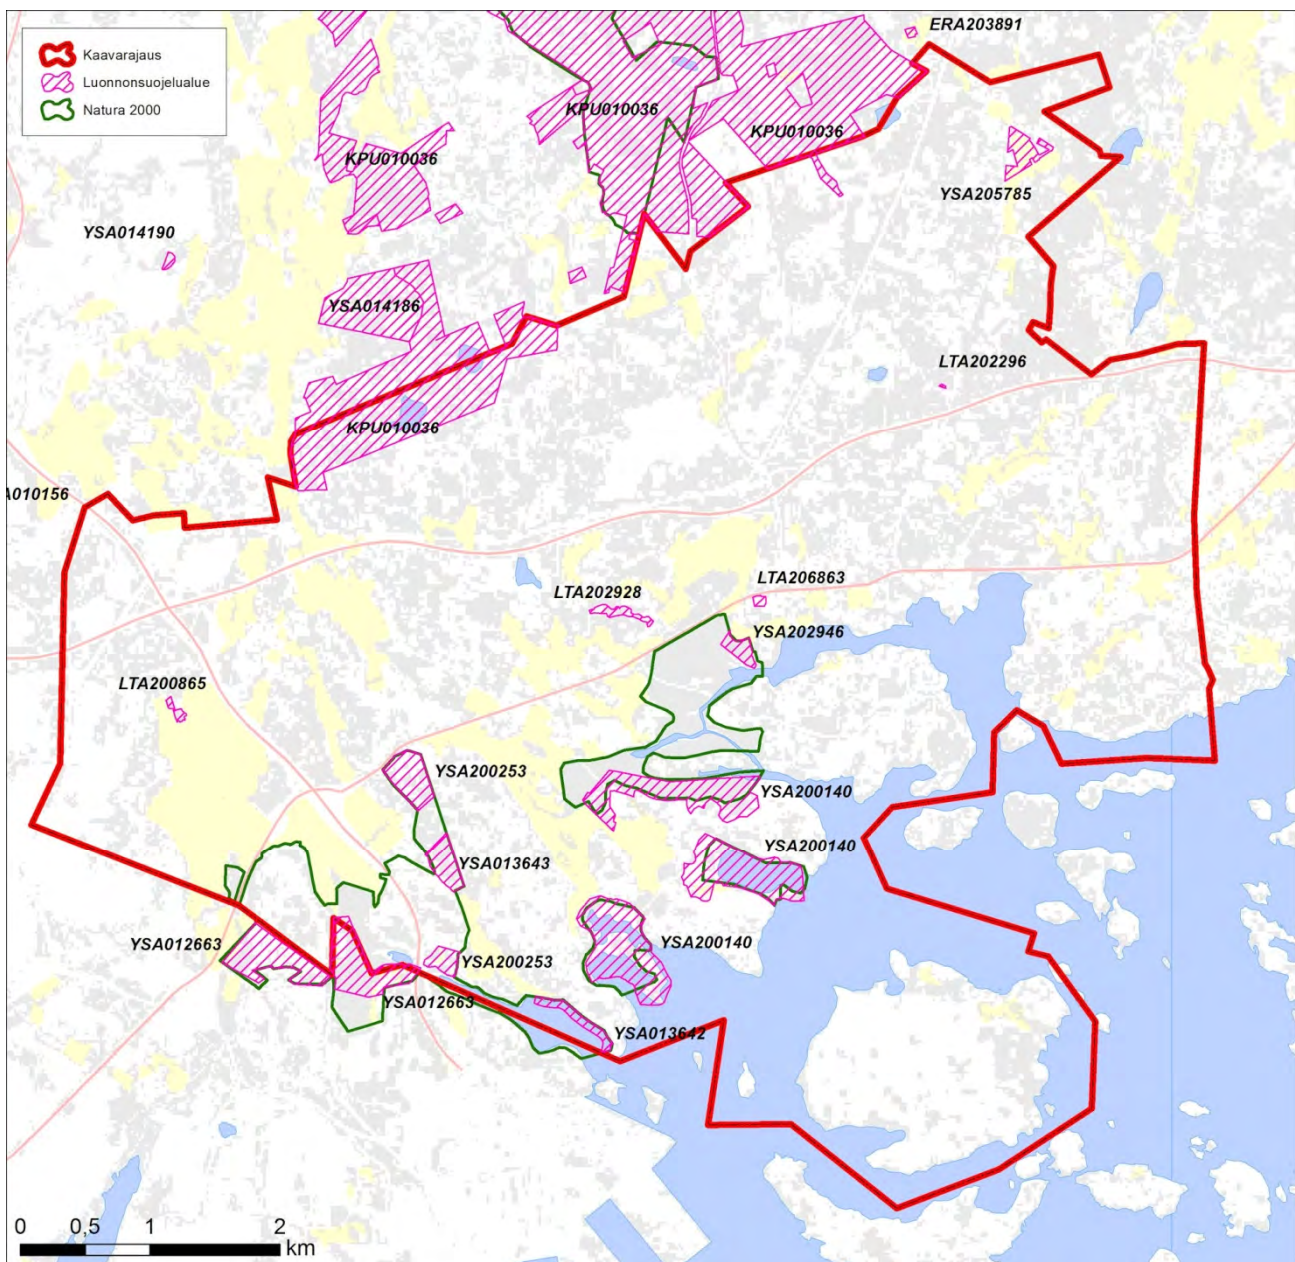 Kaavarajaus
Luonnonsuojelualue
Natura 2000
ERA203891
KPU010036
KPU010036
KPU010036
YSA205785
YSA014190
YSA014186
LTA202296
KPU010036
A010156
LTA202928
LTA206863
YSA202946
LTA200865
YSA200253
YSA200140
YSA200140
YSA013643
YSA012663
YSA200140
YSA200253
YSA012663
YSA013642
0 0,5 1 2
km